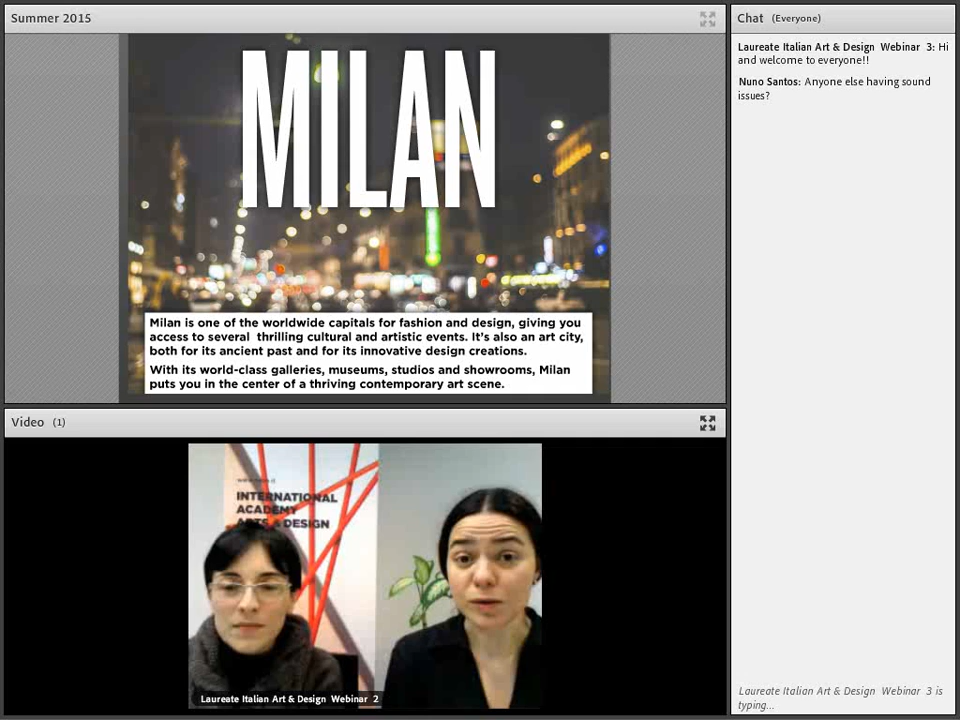 Summer 2015
MILAN
Milan is one of the worldwide capitals for fashion and design, giving you
access to several thrilling cultural and artistic events. It's also an art city,
both for its ancient past and for its innovative design creations.
With its world-class galleries, museums, studios and showrooms, Milan
puts you in the center of a thriving contemporary art scene.
Video (1)
INTERNATIONAL
ACADEMY
ARTS & DESIGN
Laureate Italian Art & Design Webinar 2
Chat (Everyone)
Laureate Italian Art & Design Webinar 3: Hi
and welcome to everyone!!
Nuno Santos: Anyone else having sound
issues?
Laureate Italian Art & Design Webinar 3 is
typing...